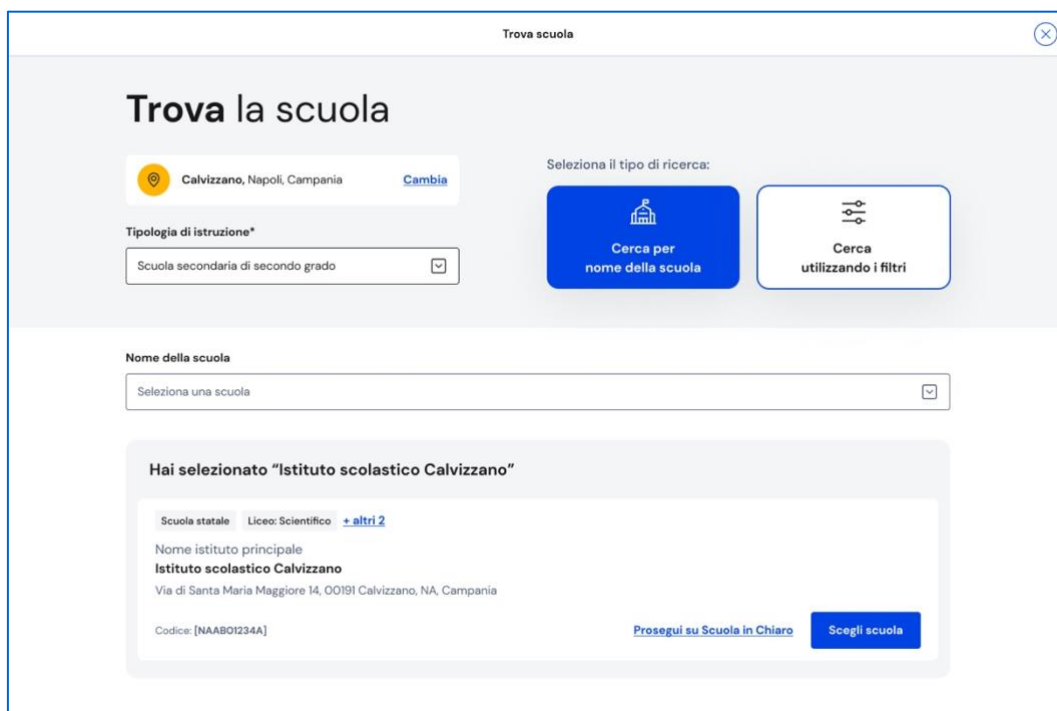 Trova scuola
Trova la scuola
Calvizzano, Napoli, Campania
Cambia
Tipologia di istruzione*
Scuola secondaria di secondo grado
Seleziona il tipo di ricerca:
Cerca per
nome della scuola
Cerca
utilizzando i filtri
Nome della scuola
Seleziona una scuola
Hai selezionato “Istituto scolastico Calvizzano”
Scuola statale
Liceo: Scientifico
+ altri 2
Nome istituto principale
Istituto scolastico Calvizzano
Via di Santa Maria Maggiore 14, 00191 Calvizzano, NA, Campania
Codice: [NAAB01234A]
Prosegui su Scuola in Chiaro
Scegli scuola